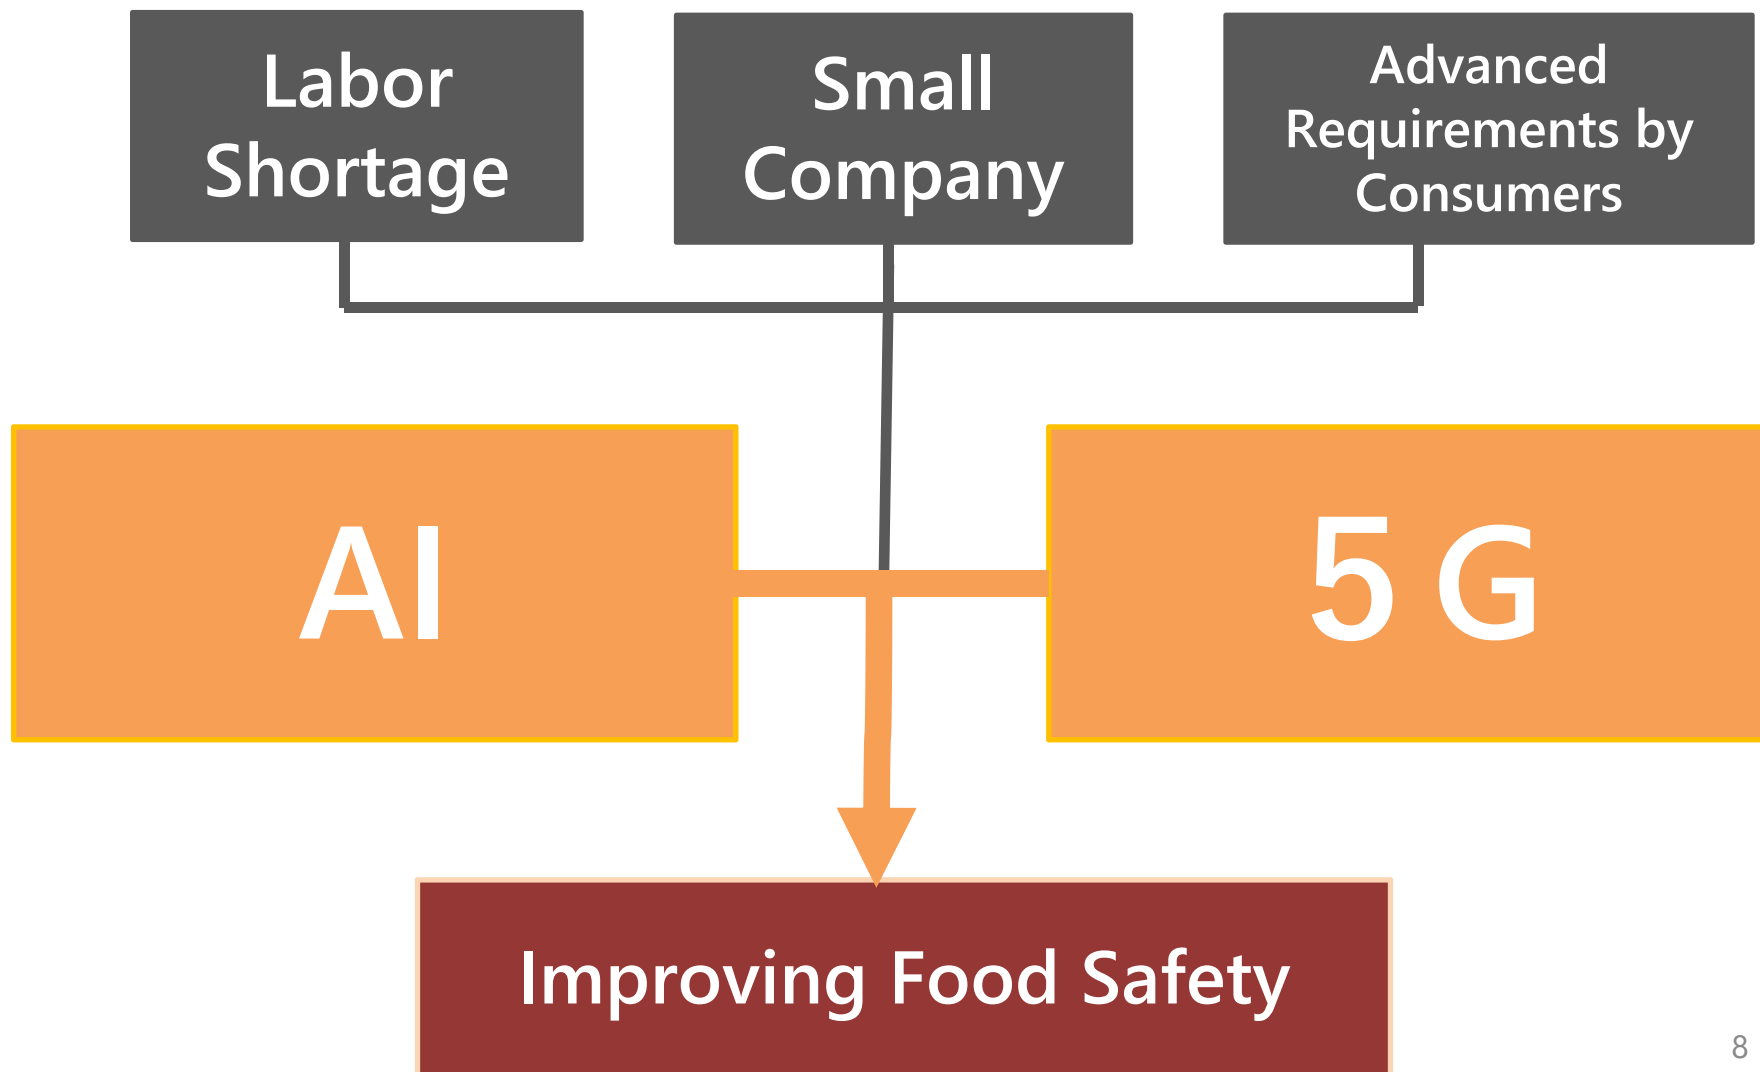 Labor
Shortage
Small
Company
Advanced
Requirements by
Consumers
AI
5 G
Improving Food Safety
8